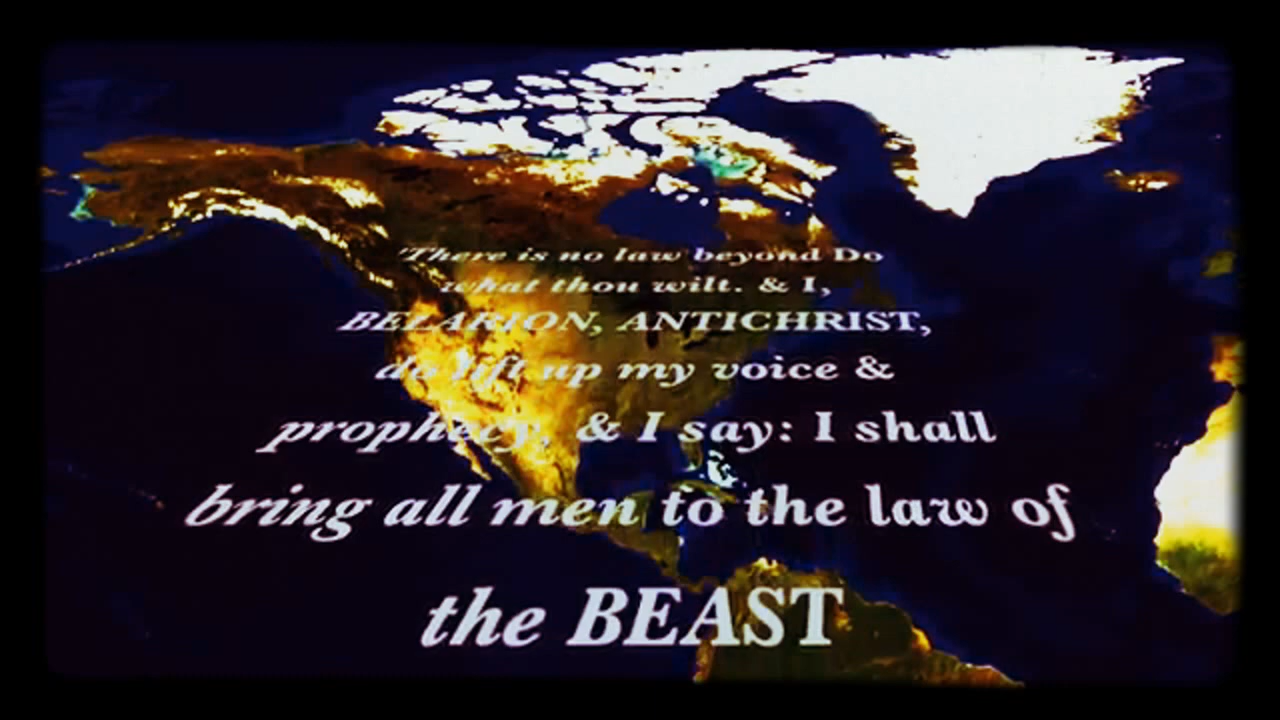 'There is no law beyond Do
what thou wilt. & I,
BELARION, ANTICHRIST,
do lift up my voice &
prophecy, & I say: I shall
bring all men to the law of
the BEAST